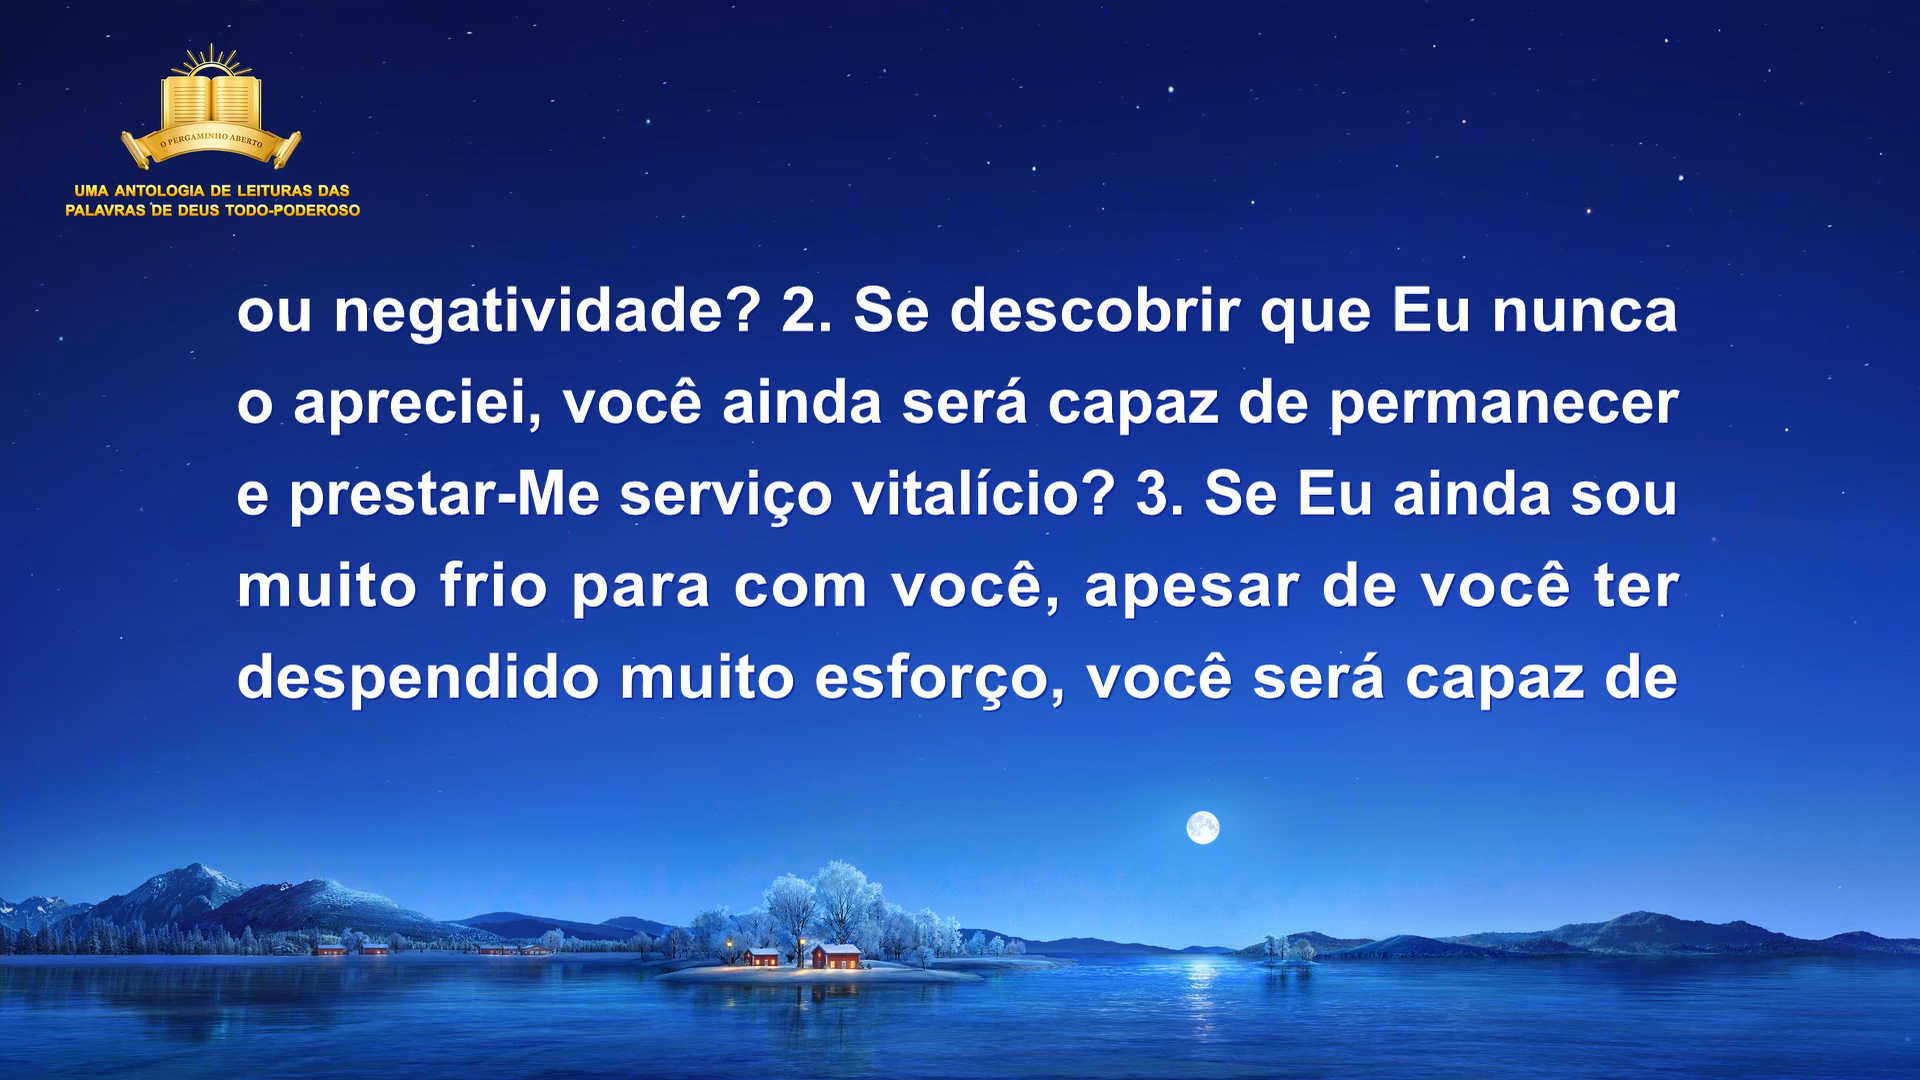 O PERGAMINHO ABERTO
UMA ANTOLOGIA DE LEITURAS DAS
PALAVRAS DE DEUS TODO-PODEROSO
ou negatividade? 2. Se descobrir que Eu nunca
o apreciei, você ainda será capaz de permanecer
e prestar-Me serviço vitalício? 3. Se Eu ainda sou
muito frio para com você, apesar de você ter
despendido muito esforço, você será capaz de